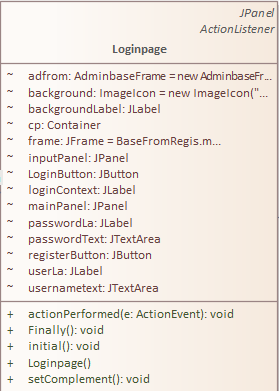 JPanel
ActionListener
Loginpage
~ adfrom: AdminbaseFrame = new AdminbaseFr...
~ background: ImageIcon = new ImageIcon("...
~ backgroundLabel: JLabel
~ cp: Container
~ frame: JFrame = BaseFromRegis.m...
~ inputPanel: JPanel
~ LoginButton: JButton
~ loginContext: JLabel
~ mainPanel: JPanel
~ passwordLa: JLabel
~ passwordText: JTextArea
~ registerButton: JButton
~ userLa: JLabel
~ usernametext: JTextArea
+ actionPerformed(e: ActionEvent): void
+ Finally(): void
+ initial(): void
+ Loginpage()
+ setComplement(): void